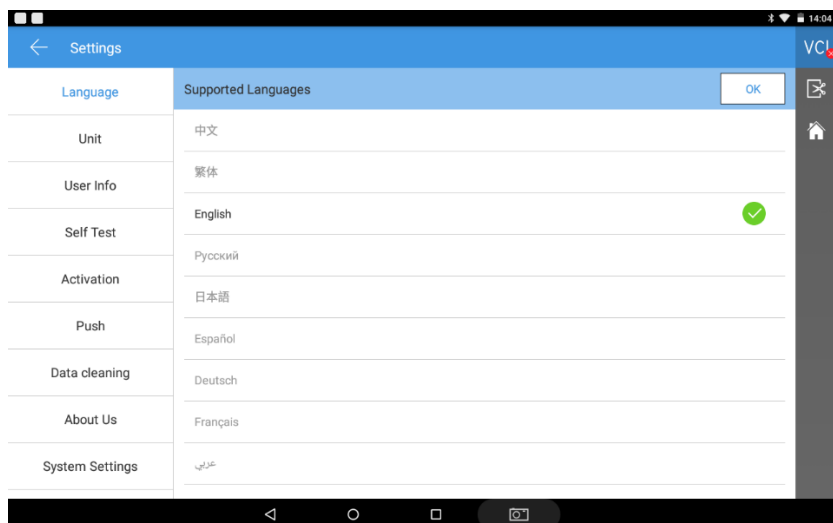 14:04
Settings
VCI
Language
Unit
User Info
Self Test
Activation
Push
Data cleaning
About Us
System Settings
Supported Languages
OK
中文
繁体
English
Русский
日本語
Español
Deutsch
Français
عربي